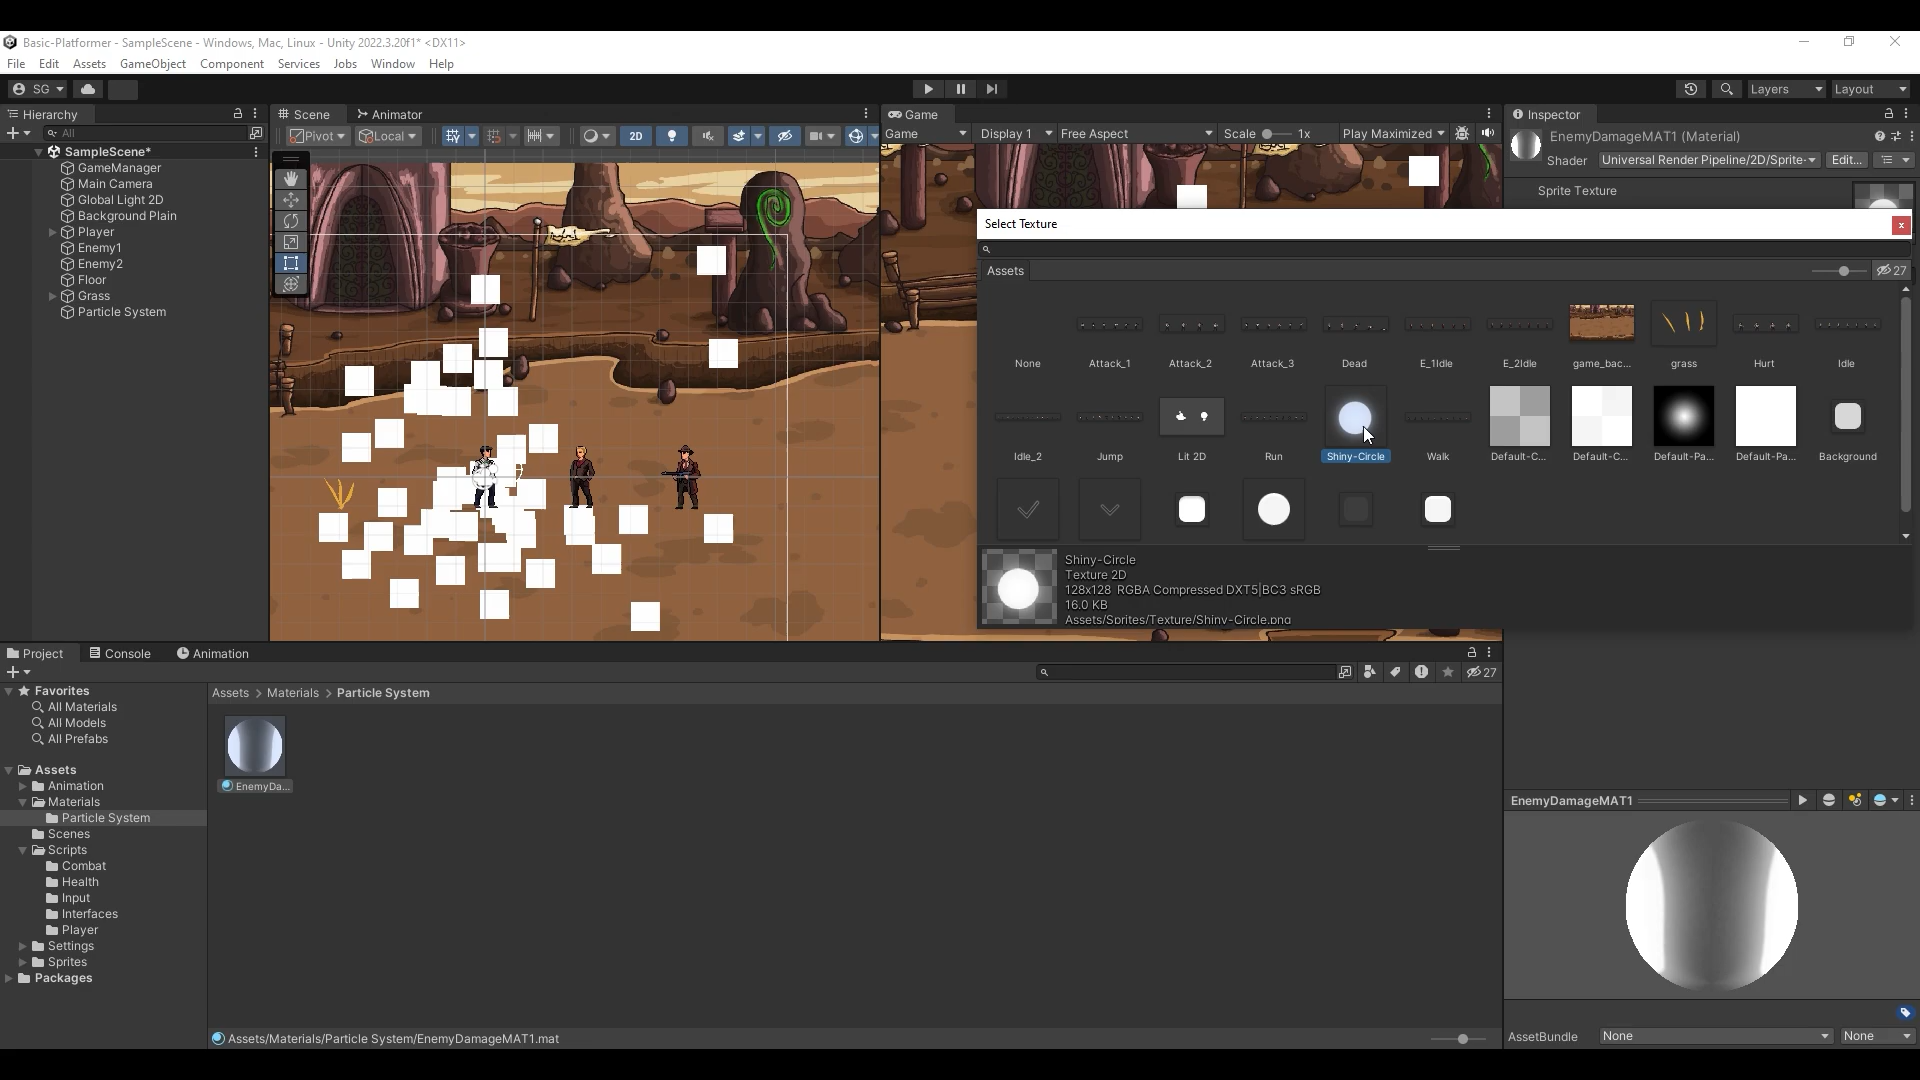 Basic-Platformer - SampleScene - Windows, Mac, Linux - Unity 2022.3.20f1* <DX11>
File Edit Assets GameObject Component Services Jobs Window Help
SG
Layers
Layout
Hierarchy
All
SampleScene*
GameManager
Main Camera
Global Light 2D
Background Plain
Player
Enemy1
Enemy2
Floor
Grass
Particle System
Scene
Animator
Pivot
Local
2D
Game
Game
Display 1
Free Aspect
Scale
1x
Play Maximized
Inspector
EnemyDamageMAT1 (Material)
Shader
Universal Render Pipeline/2D/Sprite-
Edit...
Sprite Texture
Select Texture
Assets
27
None
Attack_1
Attack_2
Attack_3
Dead
E_1Idle
E_2Idle
game_bac...
grass
Hurt
Idle
Idle_2
Jump
Lit 2D
Run
Shiny-Circle
Walk
Default-C...
Default-C...
Default-Pa...
Default-Pa...
Background
Shiny-Circle
Texture 2D
128x128 RGBA Compressed DXT5|BC3 sRGB
16.0 KB
Assets/Sprites/Texture/Shiny-Circle.png
Project
Console
Animation
27
Favorites
All Materials
All Models
All Prefabs
Assets
Animation
Materials
Particle System
Scenes
Scripts
Combat
Health
Input
Interfaces
Player
Settings
Sprites
Packages
Assets > Materials > Particle System
EnemyDa...
Assets/Materials/Particle System/EnemyDamageMAT1.mat
EnemyDamageMAT1
AssetBundle
None
None